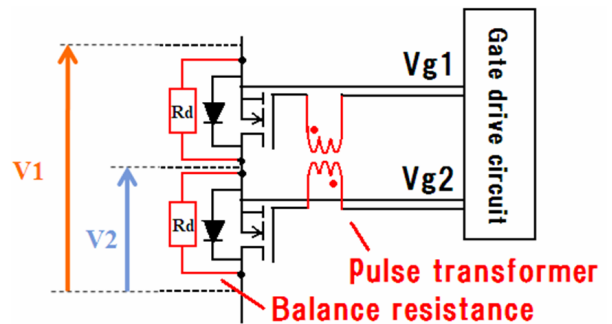 Vg1
Gate drive circuit
Rd
V1
Vg2
V2
Rd
Pulse transformer
Balance resistance